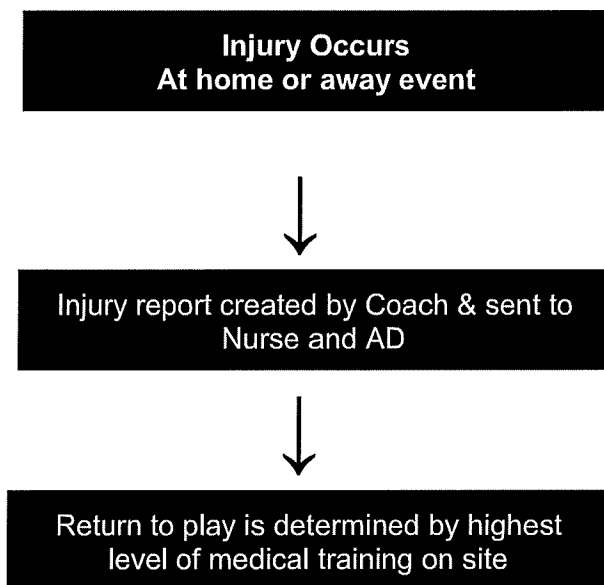 Injury Occurs
At home or away event
Injury report created by Coach & sent to
Nurse and AD
Return to play is determined by highest
level of medical training on site